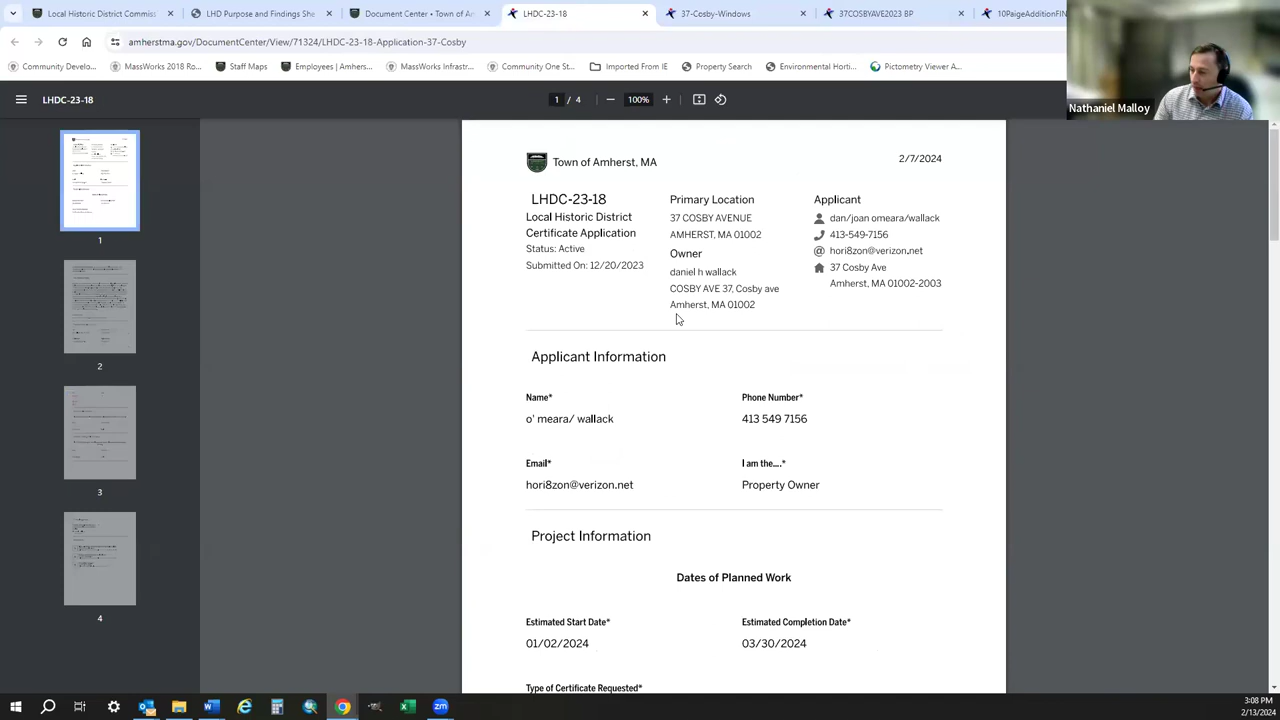 LHD Purpose and Findings She
Document Center • Town of A
LHDC-23-18
37-Cosby-Windows
37COSBYAVE2023 BP
10PaigeAdditionFIN
amherstma.gov/DocumentCenter/View/71324/LHDC-23-18-Application-37-Cosby
Community Develo...
MassWorks 2018 Ro...
Staff Maps
Employees | Amhers...
MassWorks Infrastr...
Community One St...
Imported From IE
Property Search
Environmental Hori...
Pictometry Viewer A...
Nathaniel Malloy
LHDC-23-18
1 / 4
100%
Town of Amherst, MA
2/7/2024
LHDC-23-18
Local Historic District
Certificate Application
Status: Active
Submitted On: 12/20/2023
Primary Location
37 COSBY AVENUE
AMHERST, MA 01002
Owner
daniel h wallack
COSBY AVE 37, Cosby ave
Amherst, MA 01002
Applicant
dan/joan omeara/wallack
413-549-7156
hori8zon@verizon.net
37 Cosby Ave
Amherst, MA 01002-2003
Applicant Information
Name*
o' meara/ wallack
Phone Number*
413 549 7156
Email*
hori8zon@verizon.net
I am the....*
Property Owner
Project Information
Dates of Planned Work
Estimated Start Date*
01/02/2024
Estimated Completion Date*
03/30/2024
Type of Certificate Requested*
1
2
3
4
3:08 PM
2/13/2024